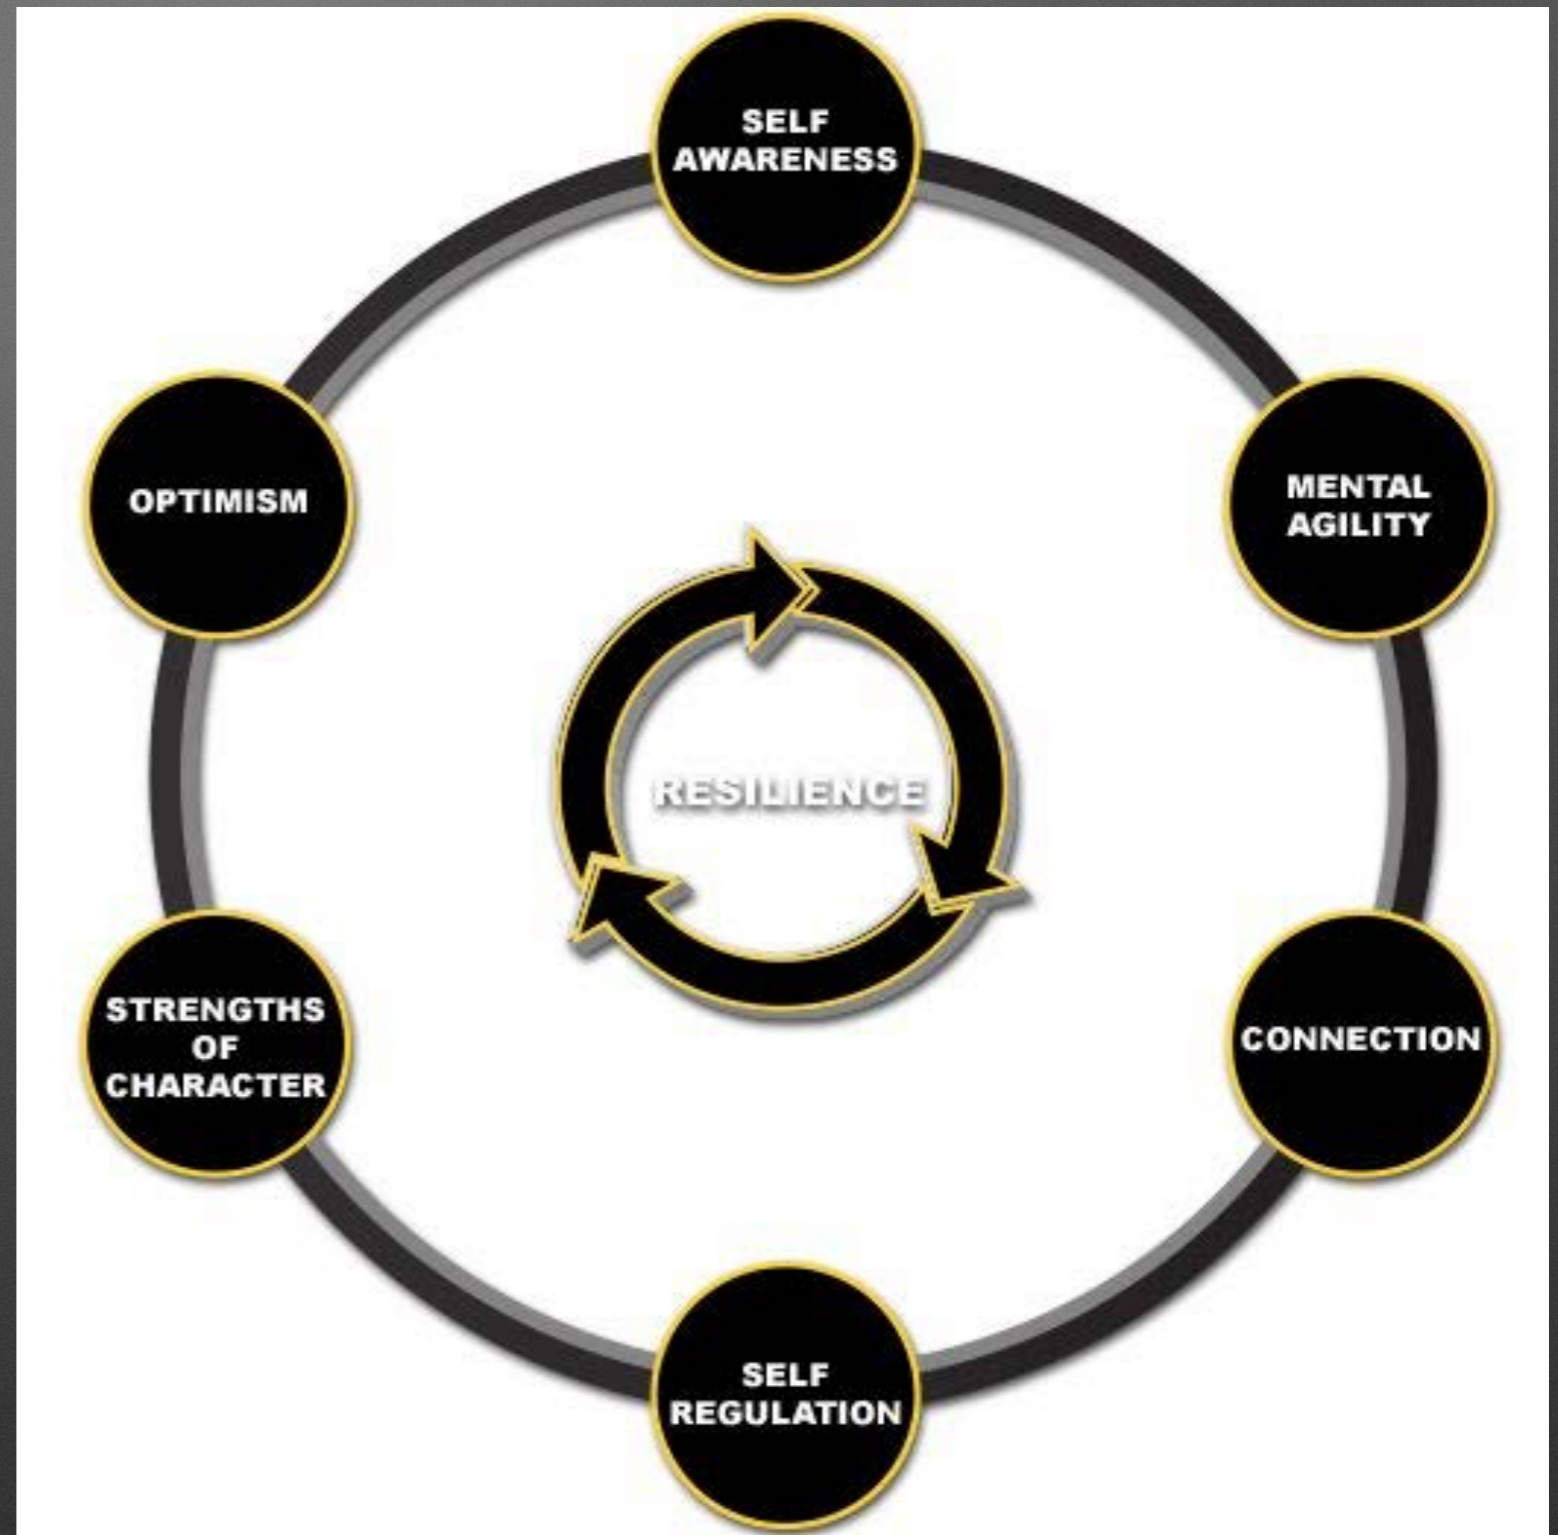 SELF
AWARENESS
OPTIMISM
MENTAL
AGILITY
RESILIENCE
STRENGTHS
OF
CHARACTER
CONNECTION
SELF
REGULATION